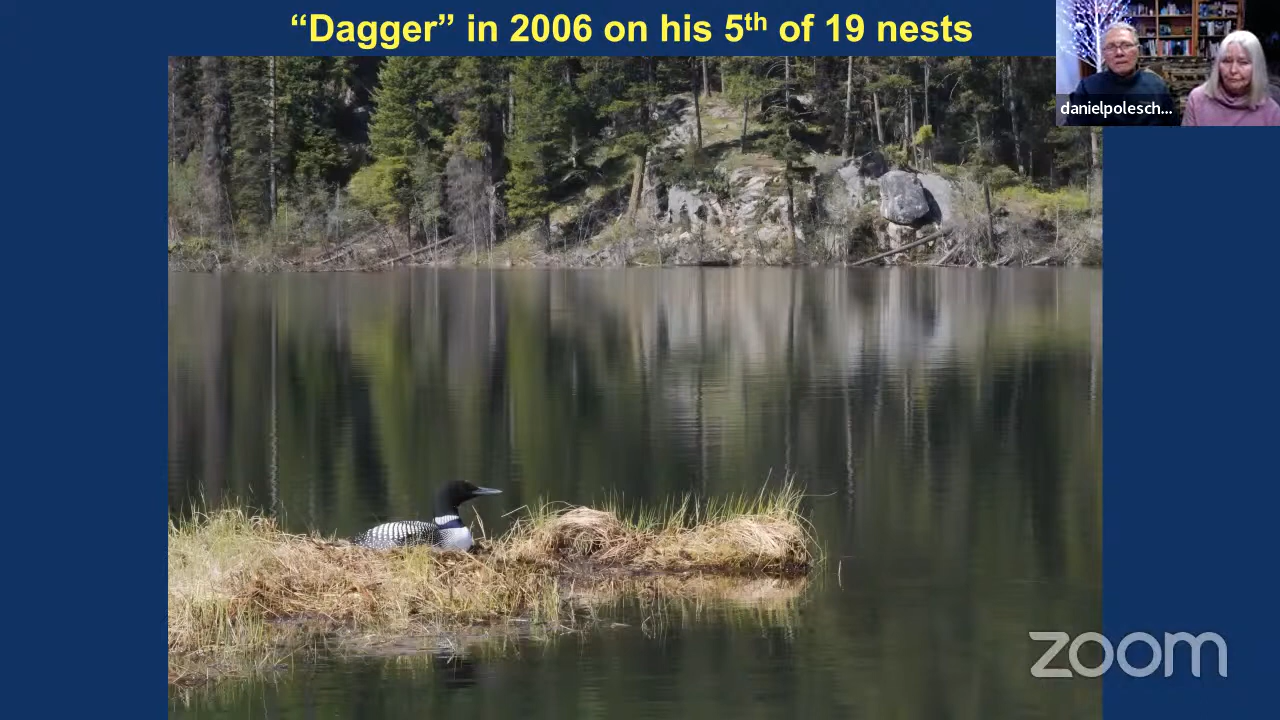 “Dagger” in 2006 on his 5th of 19 nests
danielpolesch...
zoom